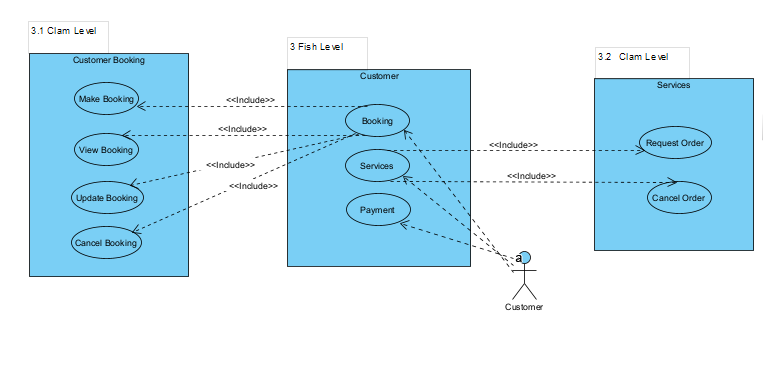 3.1 Clam Level
3 Fish Level
3.2 Clam Level
Customer Booking
Customer
Services
Make Booking
<<Include>>
Booking
View Booking
<<Include>>
<<Include>>
Request Order
<<Include>>
Services
<<Include>>
Update Booking
<<Include>>
Cancel Order
Payment
Cancel Booking
a
Customer